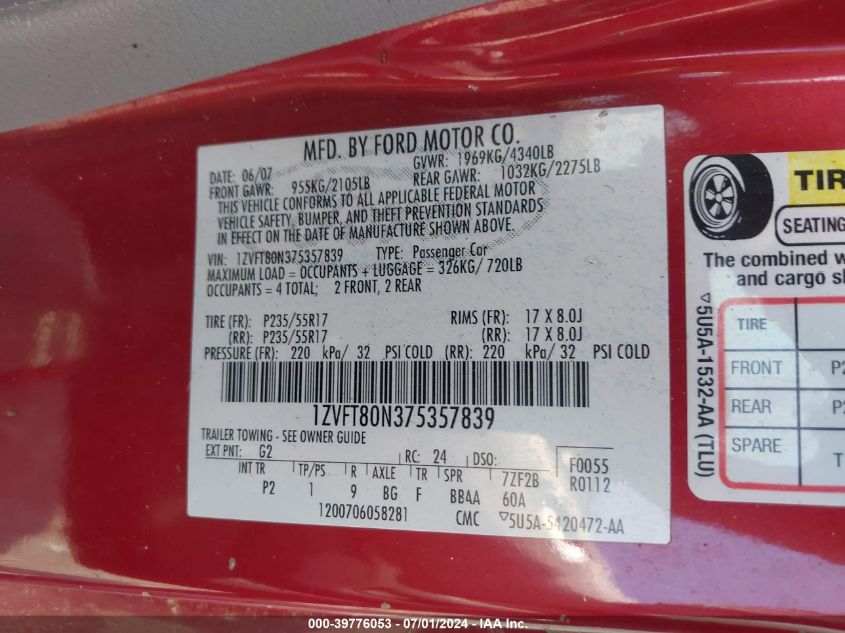 MFD. BY FORD MOTOR CO.
DATE: 06/07 GVWR: 1969KG/4340LB
FRONT GAWR: 955KG/2105LB REAR GAWR: 1032KG/2275LB
THIS VEHICLE CONFORMS TO ALL APPLICABLE FEDERAL MOTOR
VEHICLE SAFETY, BUMPER, AND THEFT PREVENTION STANDARDS
IN EFFECT ON THE DATE OF MANUFACTURE SHOWN ABOVE.
VIN: 1ZVFT80N375357839 TYPE: Passenger Car
MAXIMUM LOAD = OCCUPANTS + LUGGAGE = 326KG/720LB
OCCUPANTS = 4 TOTAL; 2 FRONT, 2 REAR
TIRE (FR): P235/55R17 RIMS (FR): 17 X 8.0J
(RR): P235/55R17 (RR): 17 X 8.0J
PRESSURE (FR): 220 kPa/ 32 PSI COLD (RR): 220 kPa/ 32 PSI COLD
1ZVFT80N375357839
TRAILER TOWING - SEE OWNER GUIDE
EXT PNT: G2 RC: 24 DSO: F0055
INT TR TP/PS R AXLE TR SPR 7ZF2B R0112
P2 1 9 BG F BB4A 60A
1200706058281 CMC ▽5U5A-5420472-AA
TIR
SEATING
The combined w
and cargo sh
▽5U5A-1532-AA (TLU)
TIRE
FRONT P2
REAR P2
SPARE T
000-39776053 - 07/01/2024 - IAA Inc.